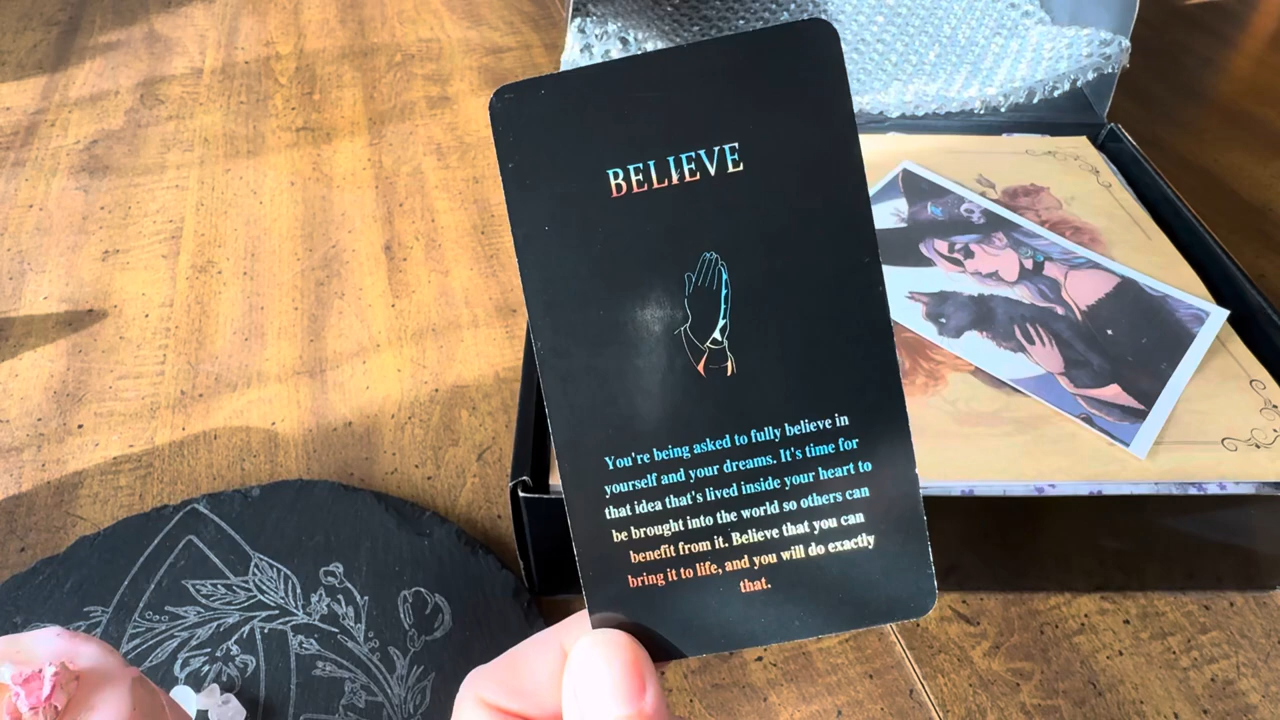 BELIEVE
You're being asked to fully believe in
yourself and your dreams. It's time for
that idea that's lived inside your heart to
be brought into the world so others can
benefit from it. Believe that you can
bring it to life, and you will do exactly
that.